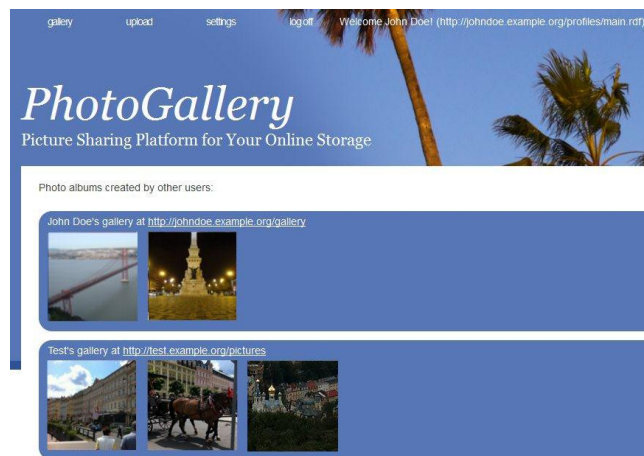 gallery upload settings log off Welcome John Doe! (http://johndoe.example.org/profiles/main.rdf)
PhotoGallery
Picture Sharing Platform for Your Online Storage
Photo albums created by other users:
John Doe's gallery at http://johndoe.example.org/gallery
Test's gallery at http://test.example.org/pictures